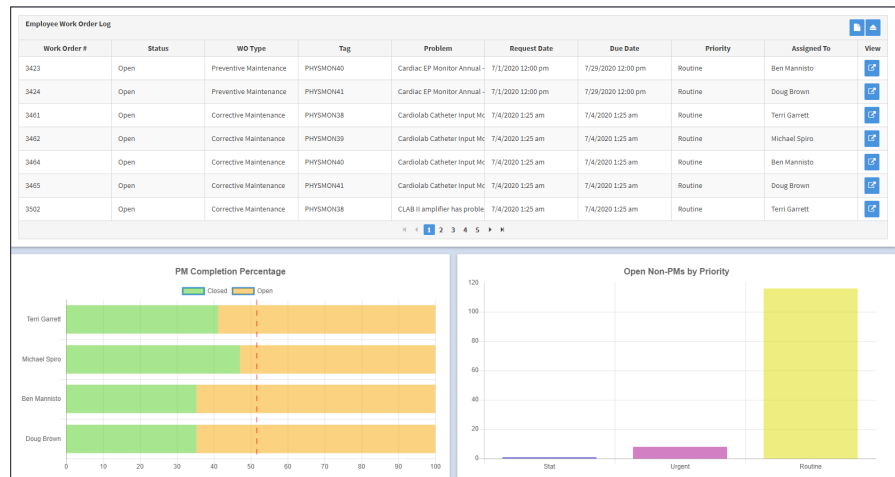 Employee Work Order Log
Work Order # Status WO Type Tag Problem Request Date Due Date Priority Assigned To View
3423 Open Preventive Maintenance PHYSMON40 Cardiac EP Monitor Annual - 7/1/2020 12:00 pm 7/29/2020 12:00 pm Routine Ben Mannisto
3424 Open Preventive Maintenance PHYSMON41 Cardiac EP Monitor Annual - 7/1/2020 12:00 pm 7/29/2020 12:00 pm Routine Doug Brown
3461 Open Corrective Maintenance PHYSMON38 Cardiolab Catheter Input Mo 7/4/2020 1:25 am 7/4/2020 1:25 am Routine Terri Garrett
3462 Open Corrective Maintenance PHYSMON39 Cardiolab Catheter Input Mo 7/4/2020 1:25 am 7/4/2020 1:25 am Routine Michael Spiro
3464 Open Corrective Maintenance PHYSMON40 Cardiolab Catheter Input Mo 7/4/2020 1:25 am 7/4/2020 1:25 am Routine Ben Mannisto
3465 Open Corrective Maintenance PHYSMON41 Cardiolab Catheter Input Mo 7/4/2020 1:25 am 7/4/2020 1:25 am Routine Doug Brown
3502 Open Corrective Maintenance PHYSMON38 CLAB II amplifier has proble 7/4/2020 1:25 am 7/4/2020 1:25 am Routine Terri Garrett
1 2 3 4 5
PM Completion Percentage
Closed Open
Terri Garrett
Michael Spiro
Ben Mannisto
Doug Brown
0 10 20 30 40 50 60 70 80 90 100
Open Non-PMs by Priority
120
100
80
60
40
20
0
Stat Urgent Routine